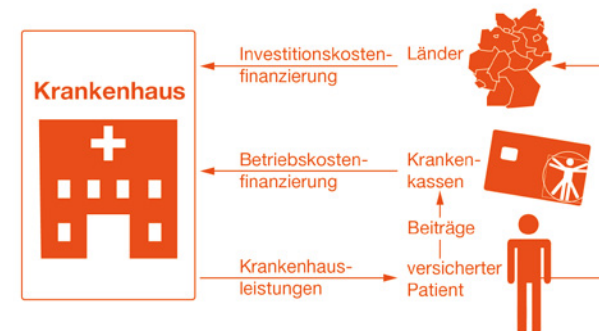 Krankenhaus
Investitionskosten-
finanzierung
Länder
Betriebskosten-
finanzierung
Kranken-
kassen
Beiträge
Krankenhaus-
leistungen
versicherter
Patient